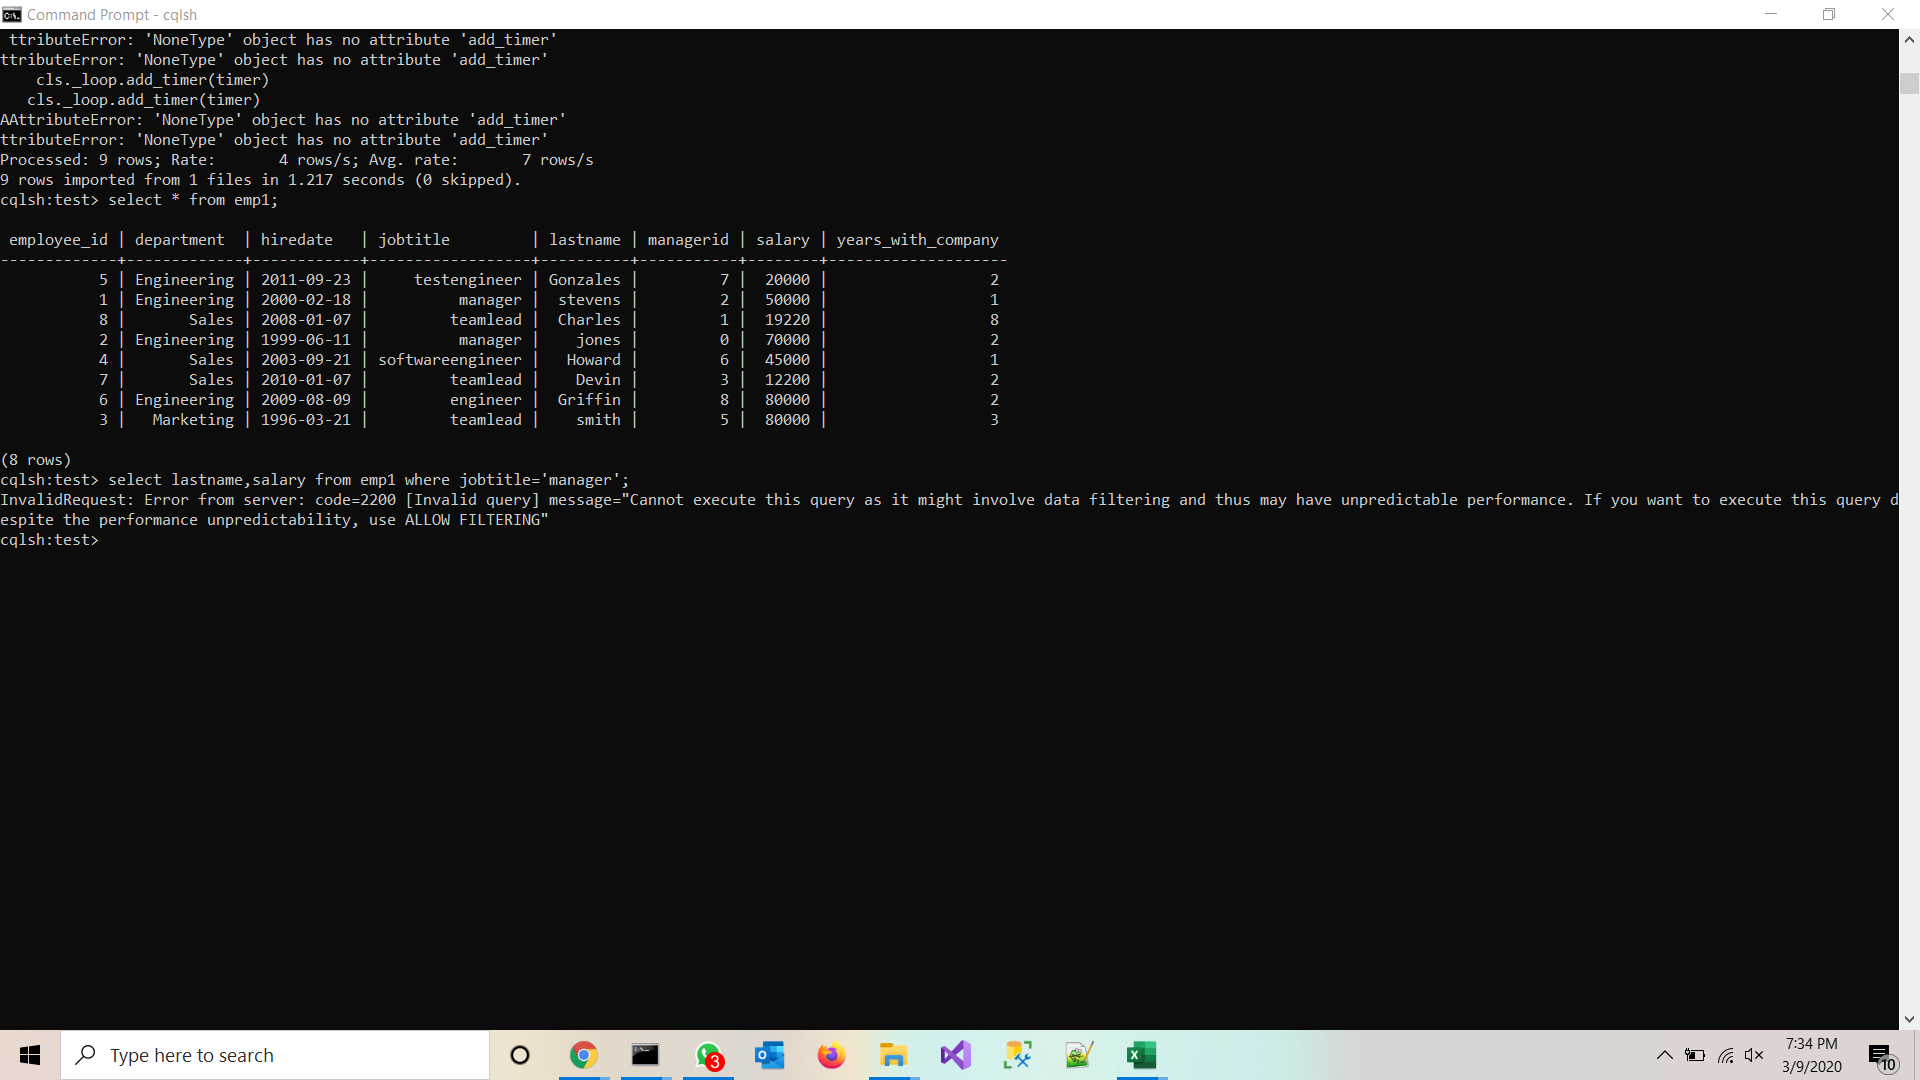 Command Prompt - cqlsh
ttributeError: 'NoneType' object has no attribute 'add_timer'
ttributeError: 'NoneType' object has no attribute 'add_timer'
    cls._loop.add_timer(timer)
   cls._loop.add_timer(timer)
AAttributeError: 'NoneType' object has no attribute 'add_timer'
ttributeError: 'NoneType' object has no attribute 'add_timer'
Processed: 9 rows; Rate:       4 rows/s; Avg. rate:       7 rows/s
9 rows imported from 1 files in 1.217 seconds (0 skipped).
cqlsh:test> select * from emp1;
 employee_id | department  | hiredate   | jobtitle         | lastname | managerid | salary | years_with_company
-------------+-------------+------------+------------------+----------+-----------+--------+--------------------
           5 | Engineering | 2011-09-23 |     testengineer | Gonzales |         7 |  20000 |                  2
           1 | Engineering | 2000-02-18 |          manager |  stevens |         2 |  50000 |                  1
           8 |       Sales | 2008-01-07 |         teamlead |  Charles |         1 |  19220 |                  8
           2 | Engineering | 1999-06-11 |          manager |    jones |         0 |  70000 |                  2
           4 |       Sales | 2003-09-21 | softwareengineer |   Howard |         6 |  45000 |                  1
           7 |       Sales | 2010-01-07 |         teamlead |    Devin |         3 |  12200 |                  2
           6 | Engineering | 2009-08-09 |         engineer |  Griffin |         8 |  80000 |                  2
           3 |   Marketing | 1996-03-21 |         teamlead |    smith |         5 |  80000 |                  3
(8 rows)
cqlsh:test> select lastname,salary from emp1 where jobtitle='manager';
InvalidRequest: Error from server: code=2200 [Invalid query] message="Cannot execute this query as it might involve data filtering and thus may have unpredictable performance. If you want to execute this query d
espite the performance unpredictability, use ALLOW FILTERING"
cqlsh:test>
Type here to search
3
7:34 PM
3/9/2020
10